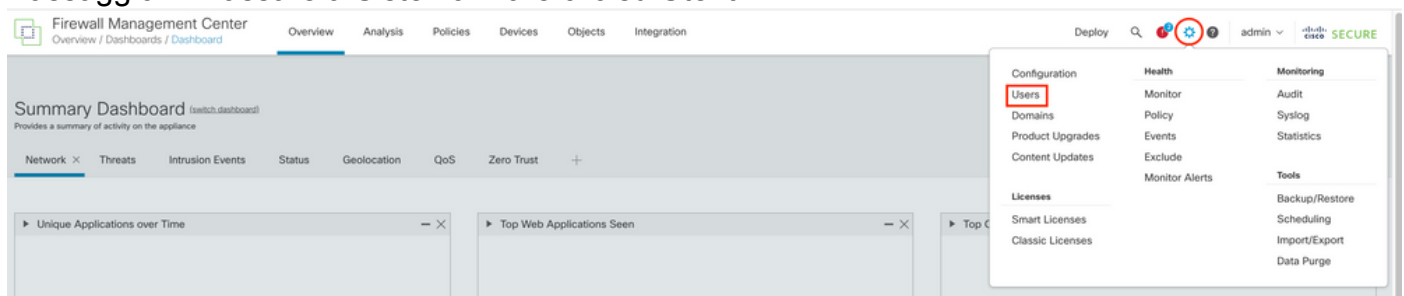 Firewall Management Center
Overview / Dashboards / Dashboard
Overview Analysis Policies Devices Objects Integration
Deploy
admin
cisco SECURE
Summary Dashboard (switch dashboard)
Provides a summary of activity on the appliance
Network × Threats Intrusion Events Status Geolocation QoS Zero Trust +
Unique Applications over Time
Top Web Applications Seen
Top C
Configuration
Users
Domains
Product Upgrades
Content Updates
Licenses
Smart Licenses
Classic Licenses
Health
Monitor
Policy
Events
Exclude
Monitor Alerts
Monitoring
Audit
Syslog
Statistics
Tools
Backup/Restore
Scheduling
Import/Export
Data Purge